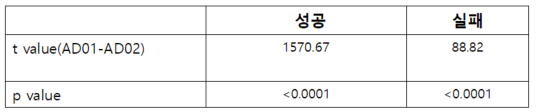 성공 실패
t value(AD01-AD02) 1570.67 88.82
p value <0.0001 <0.0001